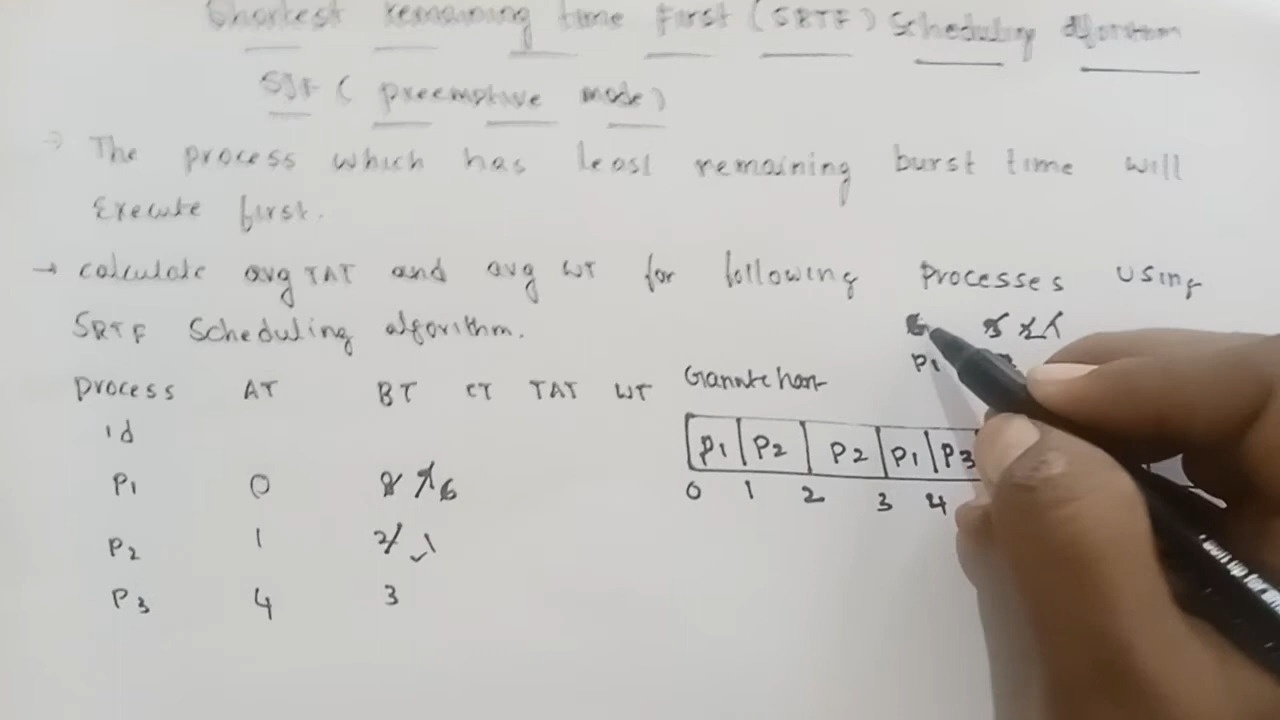 Shortest remaining time First (SRTF) Scheduling algorithm
SJF (preemptive mode)
→ The process which has least remaining burst time will
Execute first.
→ calculate avg TAT and avg WT for following processes using
SRTF Scheduling algorithm.
Process AT BT CT TAT WT Ganntchart
id
P1
P1 P2 P2 P1 P3
0 1 2 3 4
P1 0 8 7 6
P2 1 2 1
P3 4 3